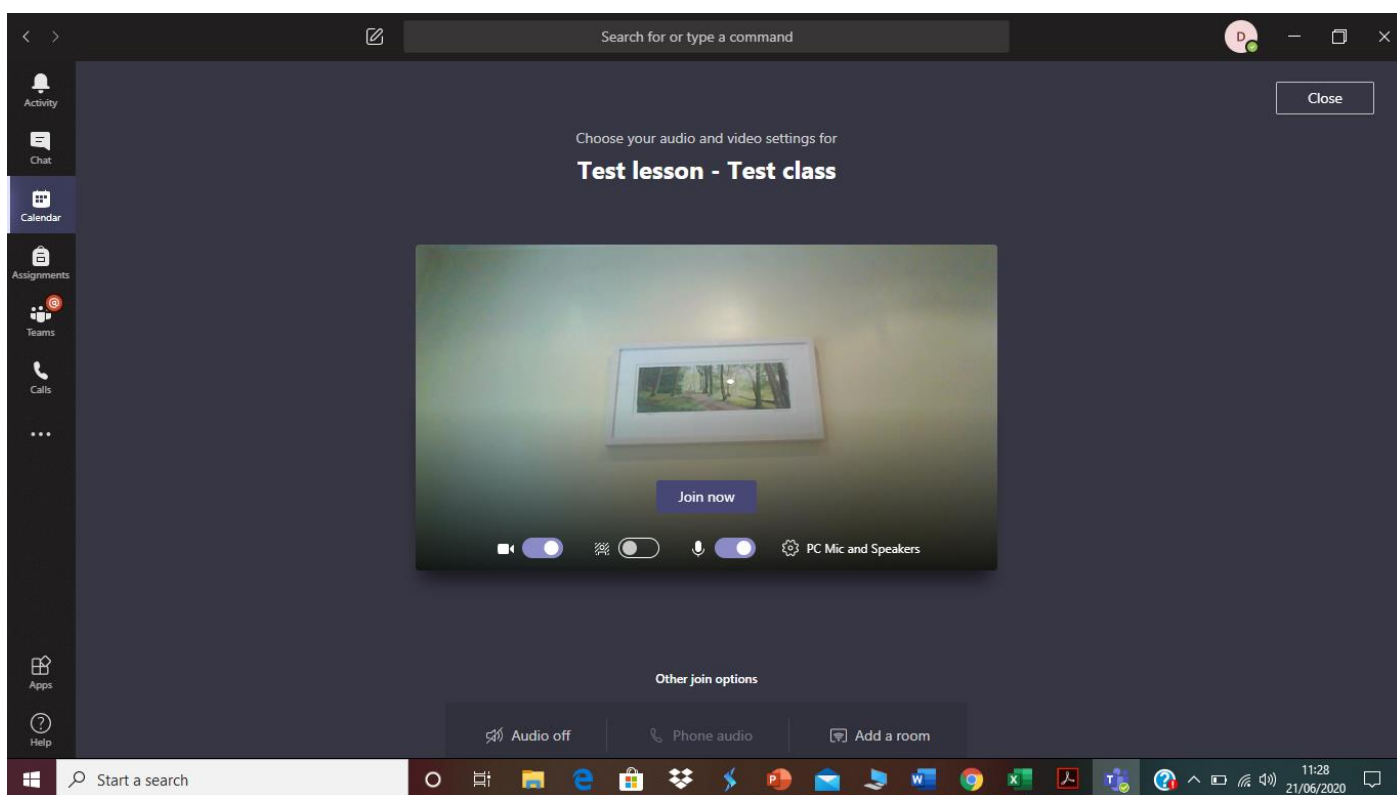 Search for or type a command
D
Activity
Close
Chat
Choose your audio and video settings for
Test lesson - Test class
Calendar
Assignments
@
Teams
Calls
Join now
PC Mic and Speakers
Other join options
Apps
Audio off
Phone audio
Add a room
Help
Start a search
11:28
21/06/2020